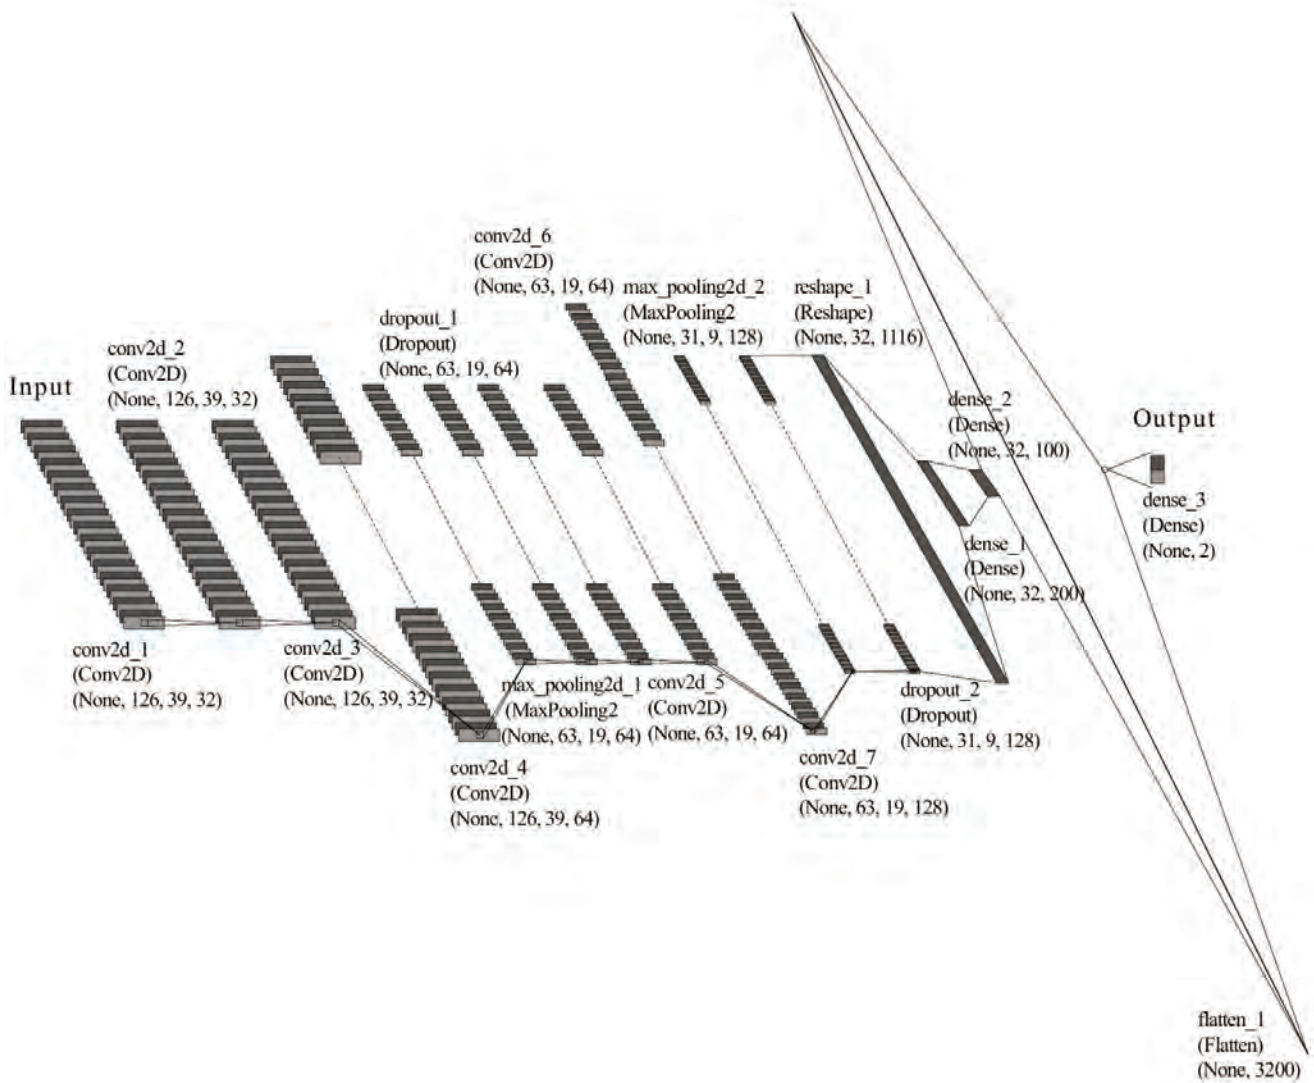 Input
conv2d_1
(Conv2D)
(None, 126, 39, 32)
conv2d_2
(Conv2D)
(None, 126, 39, 32)
conv2d_3
(Conv2D)
(None, 126, 39, 32)
conv2d_4
(Conv2D)
(None, 126, 39, 64)
max_pooling2d_1
(MaxPooling2
(None, 63, 19, 64)
dropout_1
(Dropout)
(None, 63, 19, 64)
conv2d_5
(Conv2D)
(None, 63, 19, 64)
conv2d_6
(Conv2D)
(None, 63, 19, 64)
conv2d_7
(Conv2D)
(None, 63, 19, 128)
max_pooling2d_2
(MaxPooling2
(None, 31, 9, 128)
dropout_2
(Dropout)
(None, 31, 9, 128)
reshape_1
(Reshape)
(None, 32, 1116)
dense_1
(Dense)
(None, 32, 200)
dense_2
(Dense)
(None, 32, 100)
flatten_1
(Flatten)
(None, 3200)
Output
dense_3
(Dense)
(None, 2)